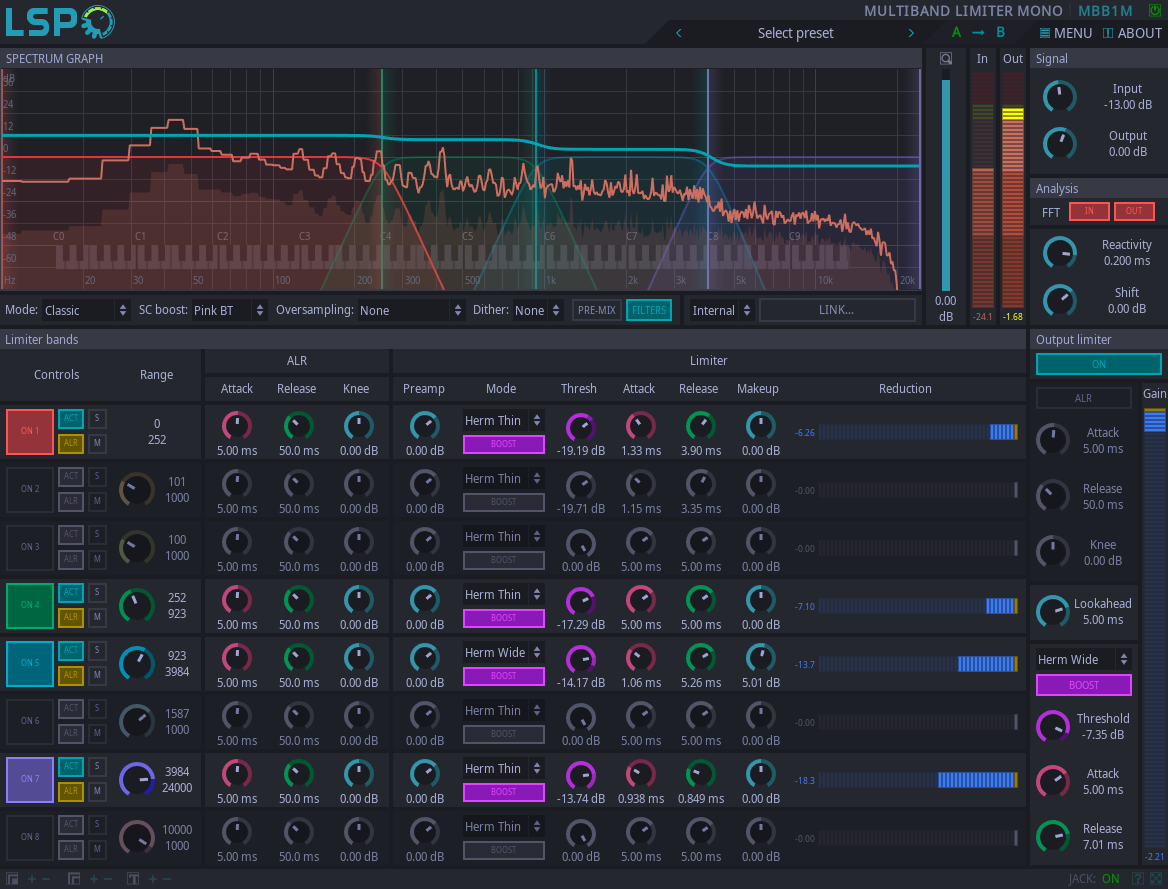 LSP
MULTIBAND LIMITER MONO MBB1M
Select preset A B MENU ABOUT
SPECTRUM GRAPH In Out Signal
dB
36
24
12
0
-12
-24
-36
-48
-60
C0 C1 C2 C3 C4 C5 C6 C7 C8 C9
Hz 20 30 50 100 200 300 500 1k 2k 3k 5k 10k 20k
0.00
dB
-24.1 -1.68
Input
-13.00 dB
Output
0.00 dB
Analysis
FFT IN OUT
Reactivity
0.200 ms
Shift
0.00 dB
Mode: Classic SC boost: Pink BT Oversampling: None Dither: None PRE-MIX FILTERS Internal LINK...
Limiter bands Output limiter
ALR Limiter ON
Controls Range
Attack Release Knee Preamp Mode Thresh Attack Release Makeup Reduction
ON 1 ACT S ALR M 0 252 5.00 ms 50.0 ms 0.00 dB 0.00 dB Herm Thin BOOST -19.19 dB 1.33 ms 3.90 ms 0.00 dB -6.26
ON 2 ACT S ALR M 101 1000 5.00 ms 50.0 ms 0.00 dB 0.00 dB Herm Thin BOOST -19.71 dB 1.15 ms 3.35 ms 0.00 dB -0.00
ON 3 ACT S ALR M 100 1000 5.00 ms 50.0 ms 0.00 dB 0.00 dB Herm Thin BOOST 0.00 dB 5.00 ms 5.00 ms 0.00 dB -0.00
ON 4 ACT S ALR M 252 923 5.00 ms 50.0 ms 0.00 dB 0.00 dB Herm Thin BOOST -17.29 dB 5.00 ms 5.00 ms 0.00 dB -7.10
ON 5 ACT S ALR M 923 3984 5.00 ms 50.0 ms 0.00 dB 0.00 dB Herm Wide BOOST -14.17 dB 1.06 ms 5.26 ms 5.01 dB -13.7
ON 6 ACT S ALR M 1587 1000 5.00 ms 50.0 ms 0.00 dB 0.00 dB Herm Thin BOOST 0.00 dB 5.00 ms 5.00 ms 0.00 dB -0.00
ON 7 ACT S ALR M 3984 24000 5.00 ms 50.0 ms 0.00 dB 0.00 dB Herm Thin BOOST -13.74 dB 0.938 ms 0.849 ms 0.00 dB -18.3
ON 8 ACT S ALR M 10000 1000 5.00 ms 50.0 ms 0.00 dB 0.00 dB Herm Thin BOOST 0.00 dB 5.00 ms 5.00 ms 0.00 dB -0.00
ALR Gain
Attack
5.00 ms
Release
50.0 ms
Knee
0.00 dB
Lookahead
5.00 ms
Herm Wide
BOOST
Threshold
-7.35 dB
Attack
5.00 ms
Release
7.01 ms
-2.21
JACK: ON ?